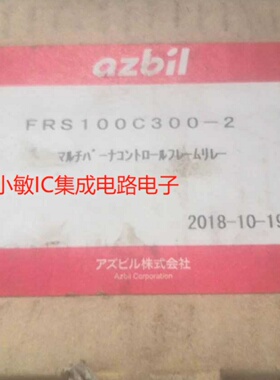 azbil
FRS100C300-2
マルチバーナコントロールフレームリレー
小敏IC集成电路电子
2018-10-19
アズビル株式会社
Azbil Corporation